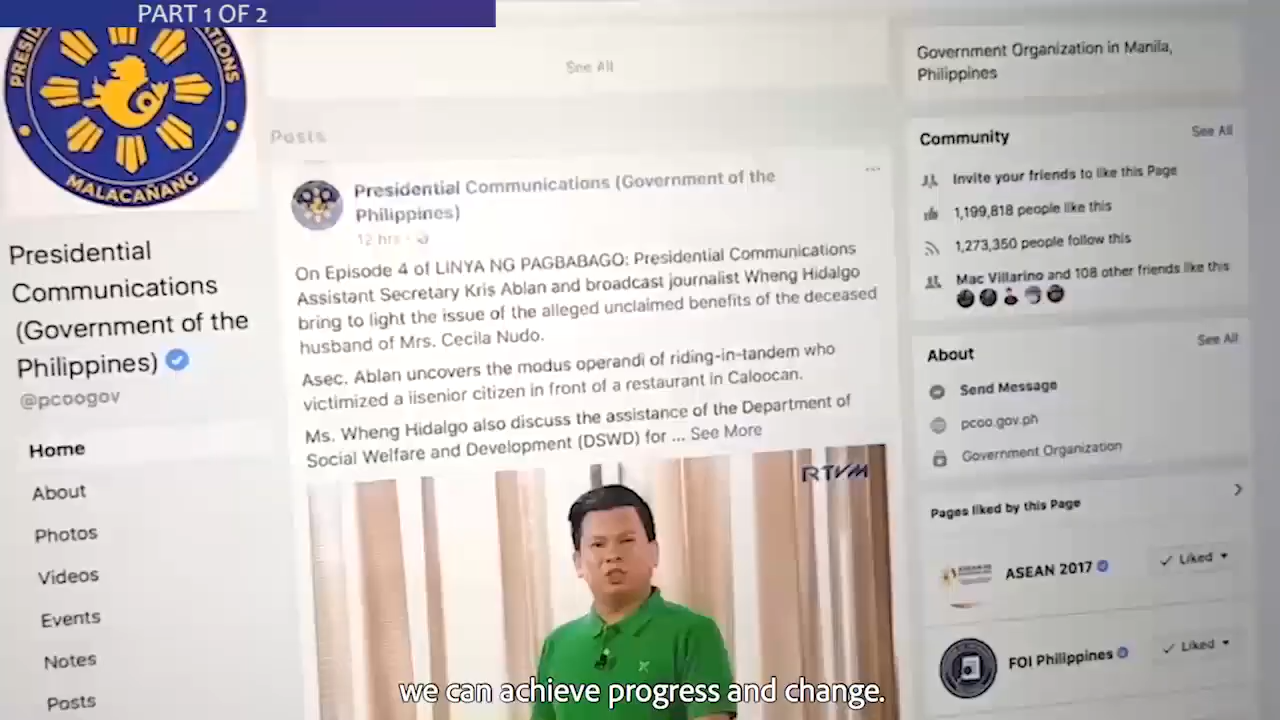 PART 1 OF 2
MALACAÑANG
Presidential
Communications
(Government of the
Philippines)
@pcoogov
Home
About
Photos
Videos
Events
Notes
Posts
See All
Posts
Presidential Communications (Government of the
Philippines)
12 hrs
On Episode 4 of LINYA NG PAGBABAGO: Presidential Communications
Assistant Secretary Kris Ablan and broadcast journalist Wheng Hidalgo
bring to light the issue of the alleged unclaimed benefits of the deceased
husband of Mrs. Cecila Nudo.
Asec. Ablan uncovers the modus operandi of riding-in-tandem who
victimized a iisenior citizen in front of a restaurant in Caloocan.
Ms. Wheng Hidalgo also discuss the assistance of the Department of
Social Welfare and Development (DSWD) for ... See More
RTVM
we can achieve progress and change.
Government Organization in Manila,
Philippines
Community
See All
Invite your friends to like this Page
1,199,818 people like this
1,273,350 people follow this
Mac Villarino and 108 other friends like this
About
See All
Send Message
pcoo.gov.ph
Government Organization
Pages liked by this Page
ASEAN 2017
Liked
FOI Philippines
Liked